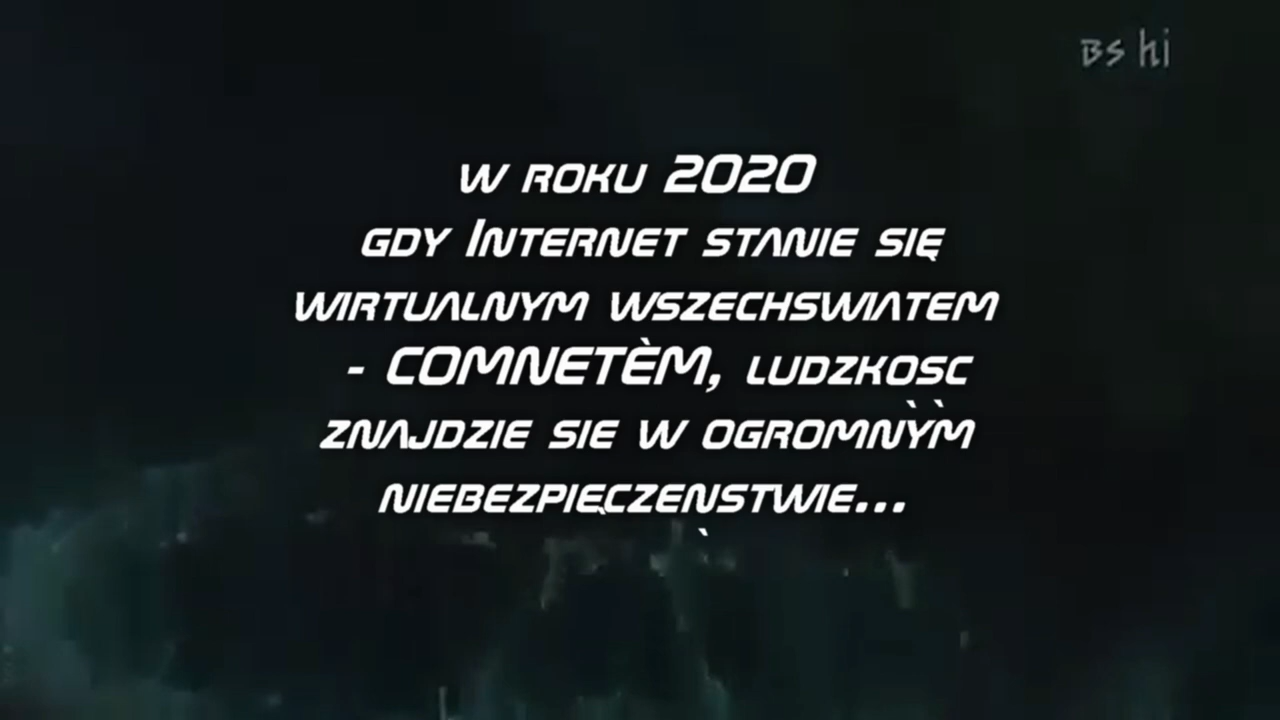 BS hi
W ROKU 2020
GDY INTERNET STANIE SIĘ
WIRTUALNYM WSZECHSWIATEM
- COMNETÈM, LUDZKOSC
ZNAJDZIE SIE W OGROMNYM
NIEBEZPIECZENSTWIE...